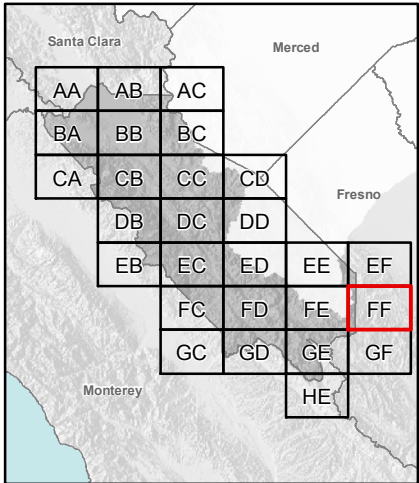 Santa Clara
Merced
AA AB AC
BA BB BC
CA CB CC CD
Fresno
DB DC DD
EB EC ED EE EF
FC FD FE FF
GC GD GE GF
Monterey
HE